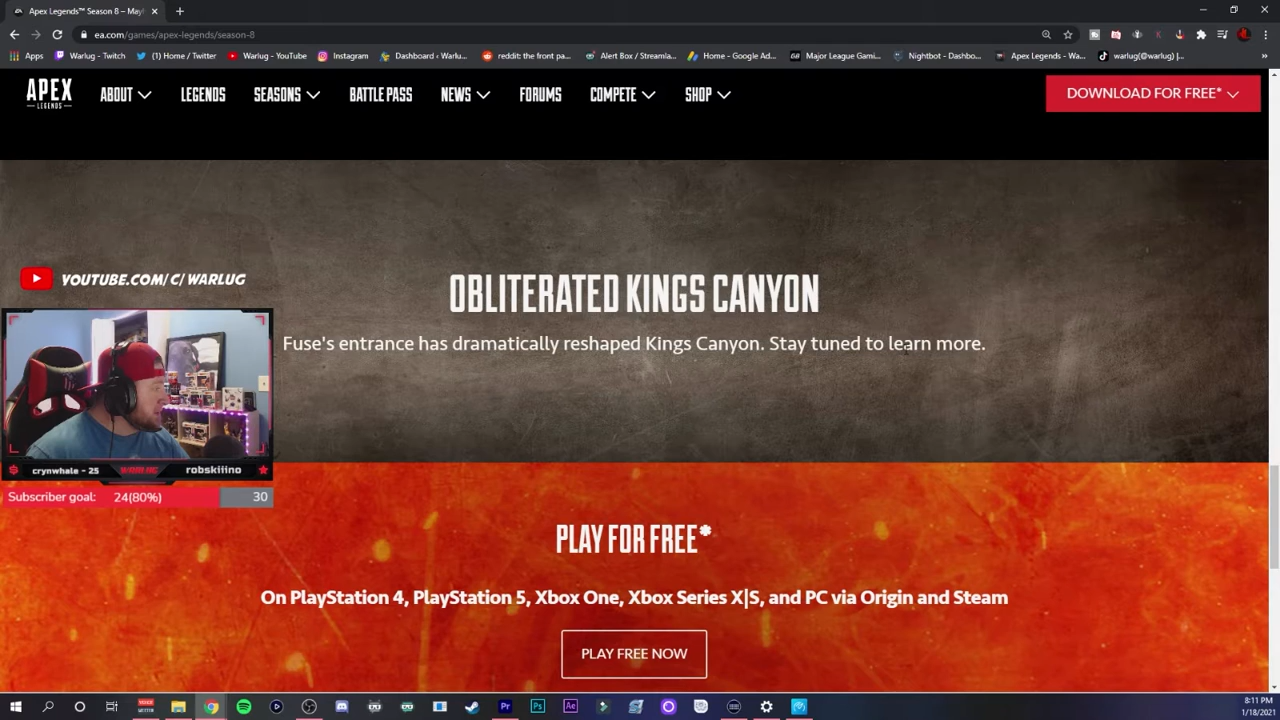 Apex Legends™ Season 8 – May
ea.com/games/apex-legends/season-8
Apps
Warlug - Twitch
(1) Home / Twitter
Warlug - YouTube
Instagram
Dashboard ‹ Warlu...
reddit: the front pa...
Alert Box / Streamla...
Home - Google Ad...
Major League Gami...
Nightbot - Dashbo...
Apex Legends - Wa...
warlug(@warlug) |...
APEX
LEGENDS
ABOUT
LEGENDS
SEASONS
BATTLE PASS
NEWS
FORUMS
COMPETE
SHOP
DOWNLOAD FOR FREE*
YOUTUBE.COM/C/WARLUG
OBLITERATED KINGS CANYON
Fuse's entrance has dramatically reshaped Kings Canyon. Stay tuned to learn more.
crynwhale - 25
WARLUG
robskiiino
Subscriber goal: 24(80%) 30
PLAY FOR FREE*
On PlayStation 4, PlayStation 5, Xbox One, Xbox Series X|S, and PC via Origin and Steam
PLAY FREE NOW
8:11 PM
1/18/2021